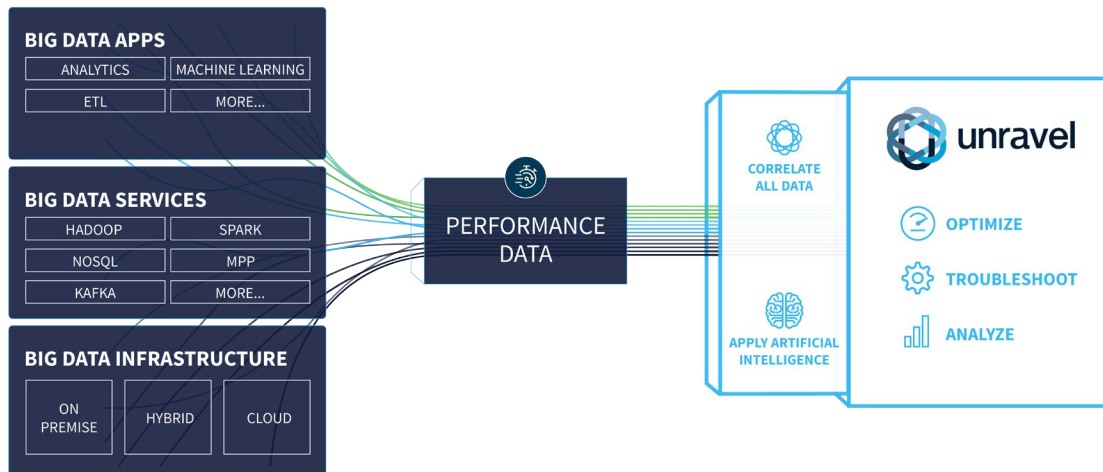 BIG DATA APPS
ANALYTICS
MACHINE LEARNING
ETL
MORE...
BIG DATA SERVICES
HADOOP
SPARK
NOSQL
MPP
KAFKA
MORE...
BIG DATA INFRASTRUCTURE
ON
PREMISE
HYBRID
CLOUD
PERFORMANCE
DATA
CORRELATE
ALL DATA
APPLY ARTIFICIAL
INTELLIGENCE
unravel
OPTIMIZE
TROUBLESHOOT
ANALYZE